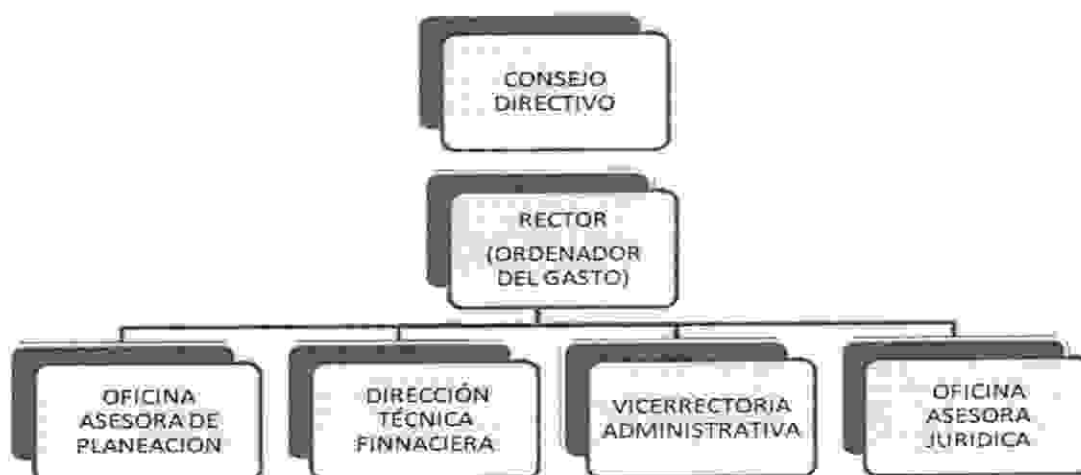 CONSEJO
DIRECTIVO
RECTOR
(ORDENADOR
DEL GASTO)
OFICINA
ASESORA DE
PLANEACION
DIRECCIÓN
TÉCNICA
FINNACIERA
VICERRECTORIA
ADMINISTRATIVA
OFICINA
ASESORA
JURIDICA